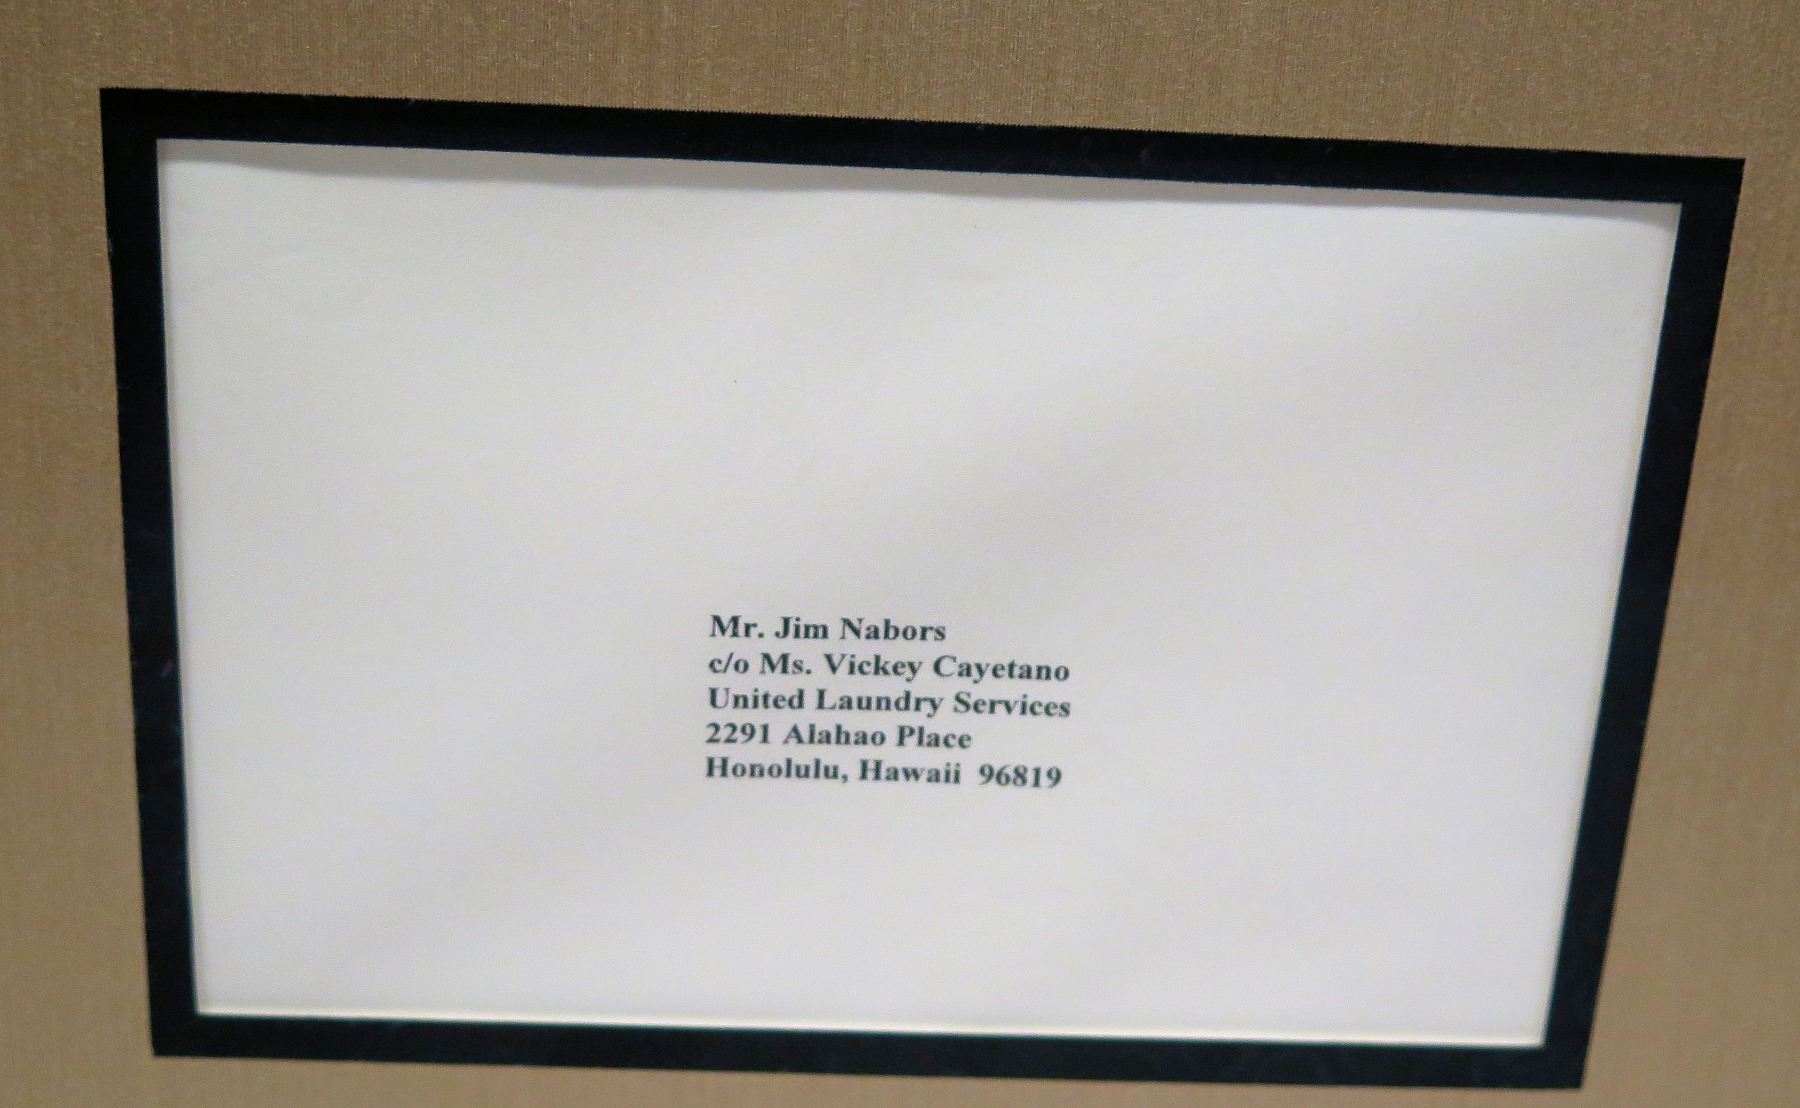 Mr. Jim Nabors
c/o Ms. Vickey Cayetano
United Laundry Services
2291 Alahao Place
Honolulu, Hawaii  96819